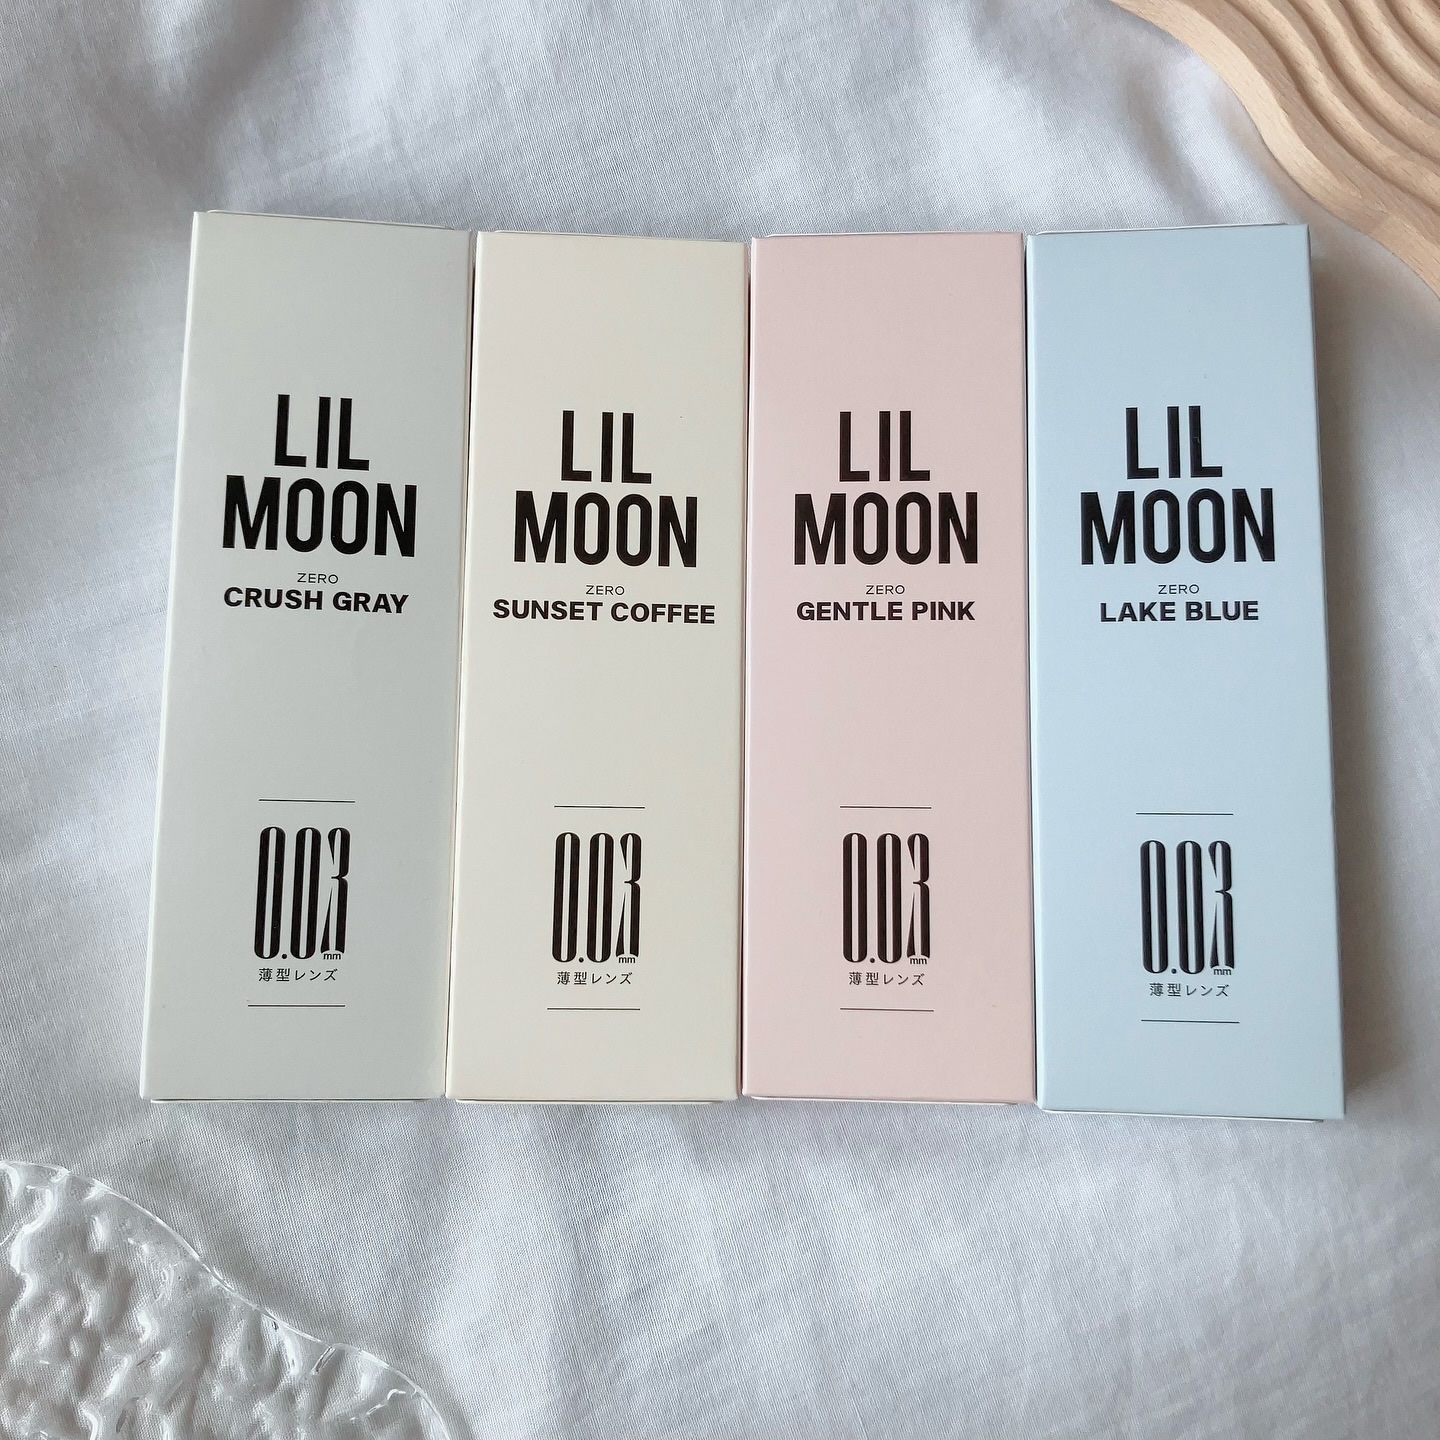 LIL
MOON
ZERO
CRUSH GRAY
0.03
mm
薄型レンズ
LIL
MOON
ZERO
SUNSET COFFEE
0.03
mm
薄型レンズ
LIL
MOON
ZERO
GENTLE PINK
0.03
mm
薄型レンズ
LIL
MOON
ZERO
LAKE BLUE
0.03
mm
薄型レンズ